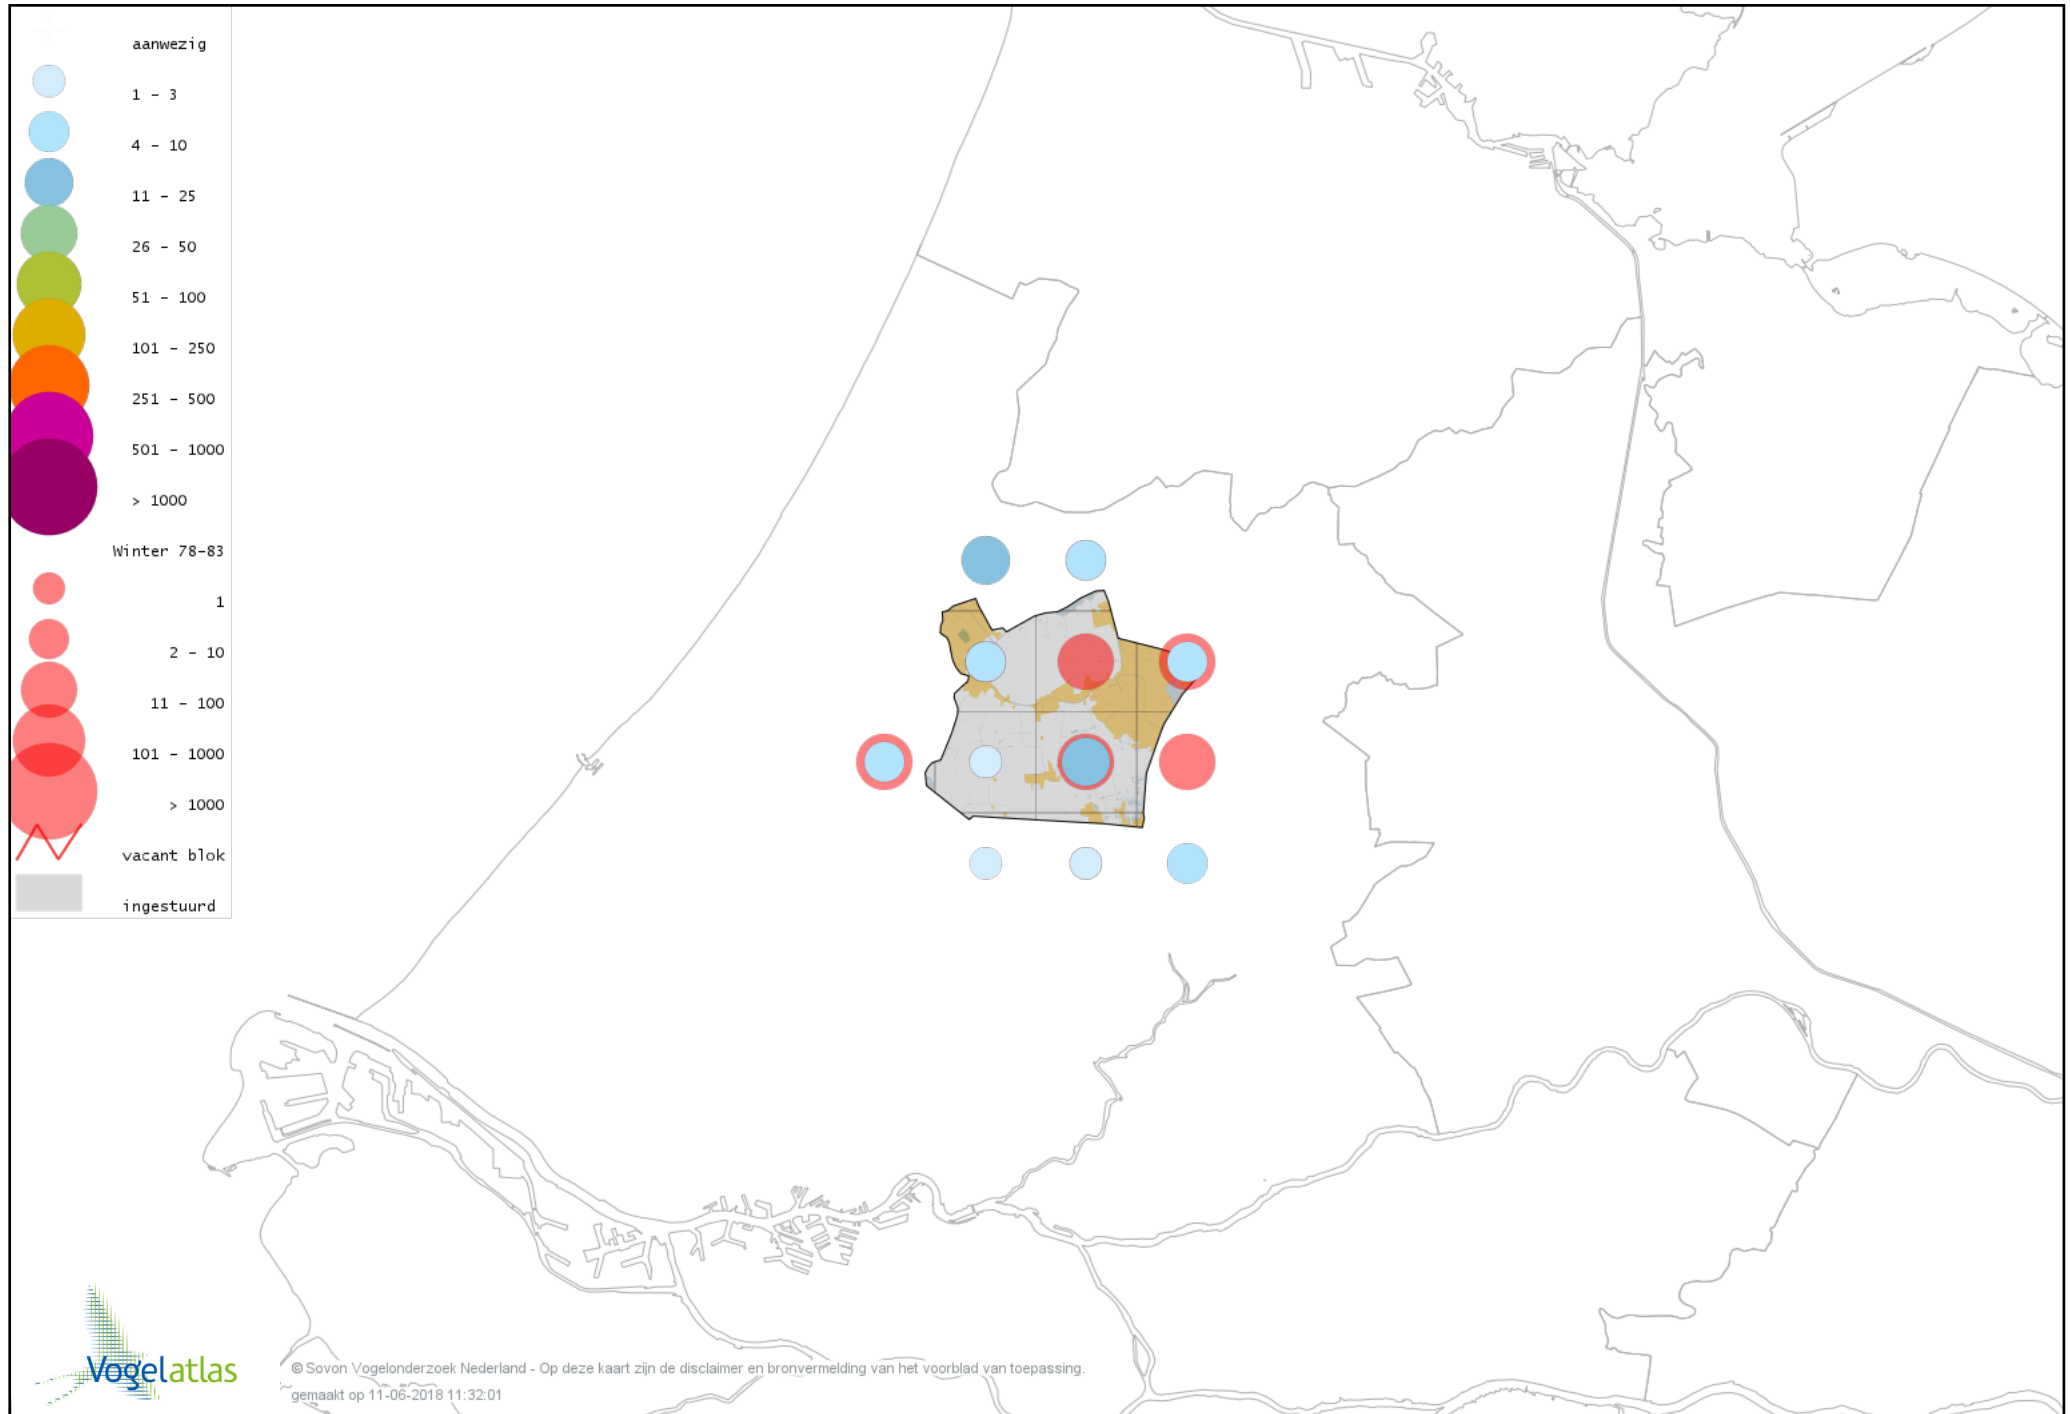 aanwezig
1 - 3
4 - 10
11 - 25
26 - 50
51 - 100
101 - 250
251 - 500
501 - 1000
> 1000
Winter 78-83
1
2 - 10
11 - 100
101 - 1000
> 1000
vacant blok
ingestuurd
Vogelatlas
© Sovon Vogelonderzoek Nederland - Op deze kaart zijn de disclaimer en bronvermelding van het voorblad van toepassing.
gemaakt op 11-06-2018 11:32:01